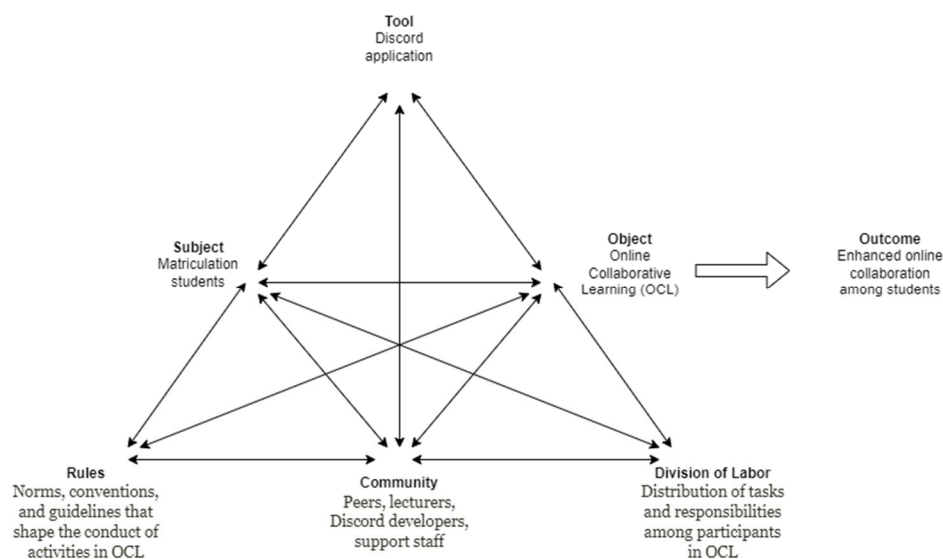 Tool
Discord
application
Subject
Matriculation
students
Object
Online
Collaborative
Learning (OCL)
Outcome
Enhanced online
collaboration
among students
Rules
Norms, conventions,
and guidelines that
shape the conduct of
activities in OCL
Community
Peers, lecturers,
Discord developers,
support staff
Division of Labor
Distribution of tasks
and responsibilities
among participants
in OCL